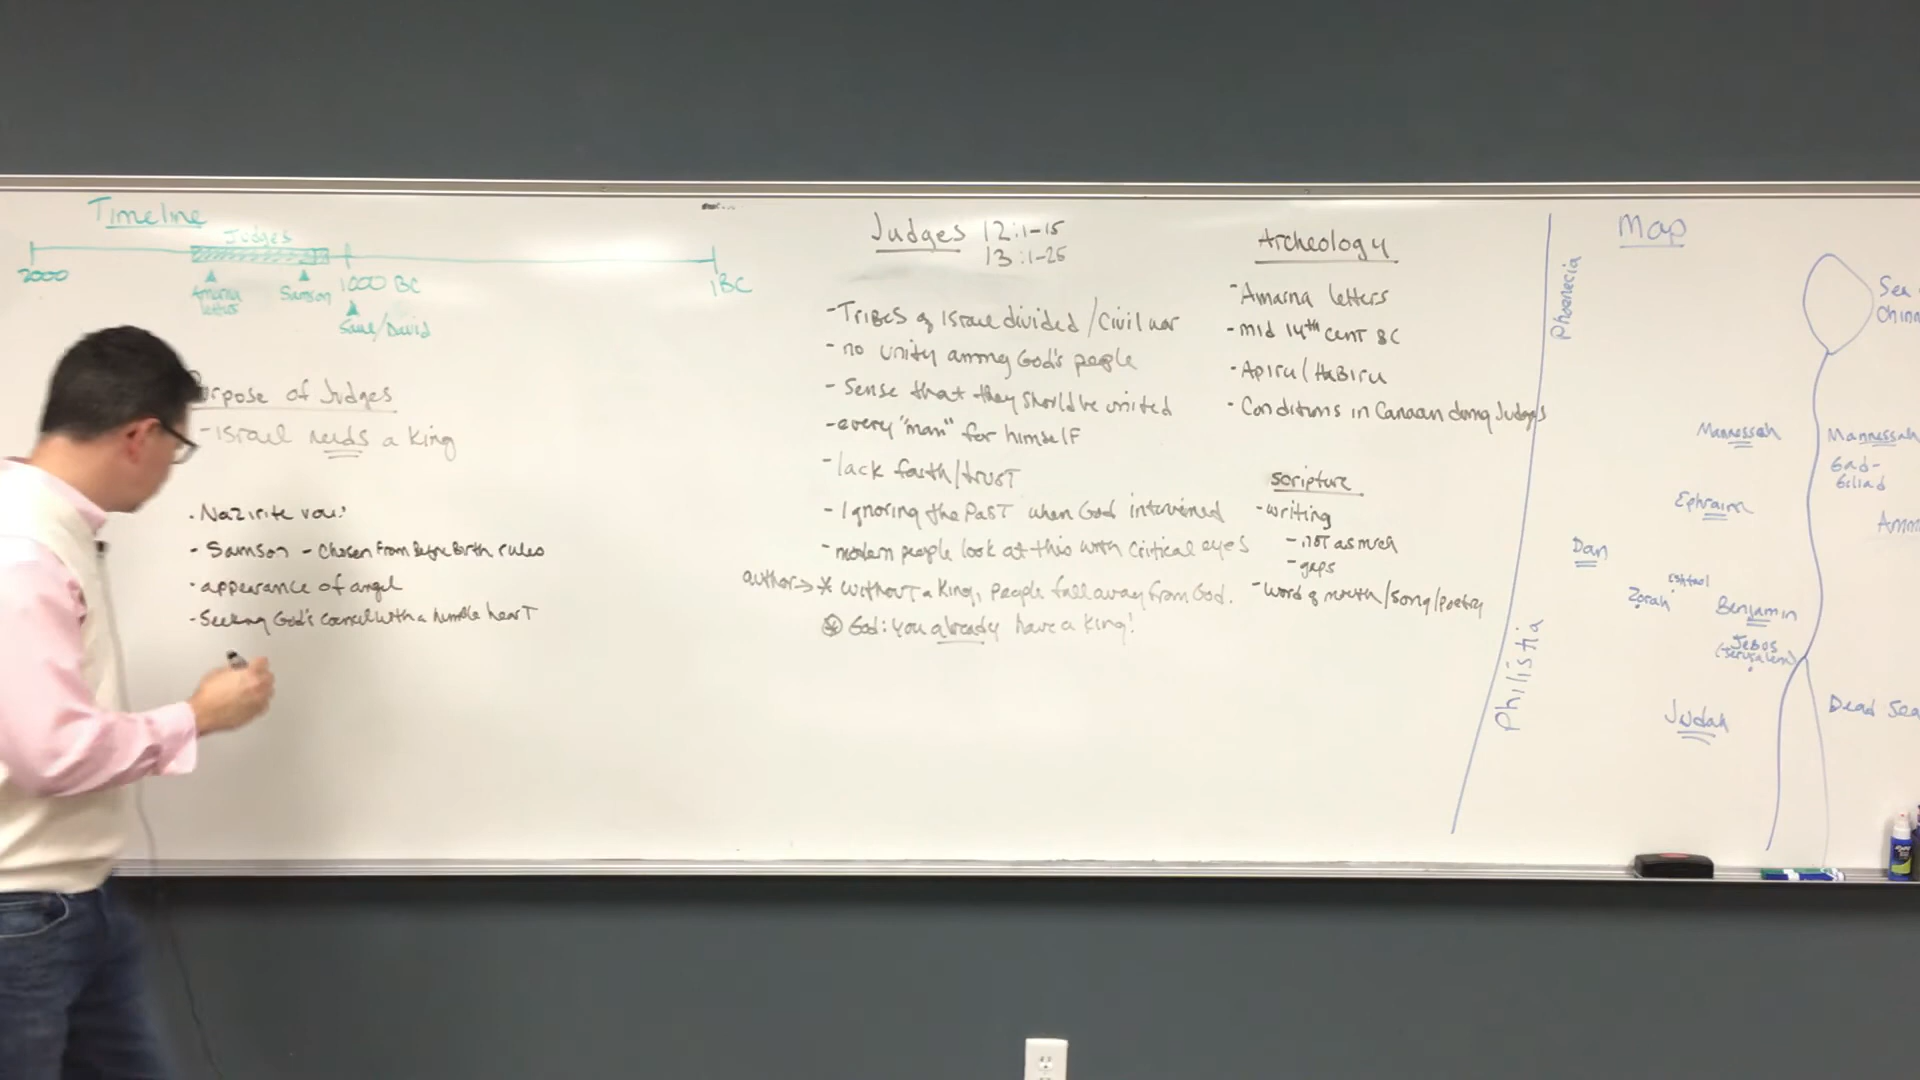 Timeline
Judges
2000
1000 BC
1BC
Amarna
letters
Samson
Saul/David
urpose of Judges
- Israel needs a King
. Nazirite vow
- Samson - Chosen From Before Birth rules
- appearance of angel
- Seeking God's council with a humble heart
Judges 12:1-15
13:1-25
- Tribes of Israel divided / Civil war
- no unity among God's people
- Sense that they should be united
- every "man" for himself
- lack faith/trust
- Ignoring the Past when God intervened
- modern people look at this with critical eyes
author → * without a King, people fall away from God.
* God: you already have a King!
Archeology
- Amarna letters
- mid 14th cent BC
- Apiru / Habiru
- Conditions in Canaan during Judges
Scripture
- writing
- not as much
- gaps
- word of mouth/song/poetry
Map
Phoenecia
Philistia
Sea
Chinn
Mannessah
Mannessah
Gad-
Giliad
Ephraim
Amm
Dan
Eshtaol
Zorah
Benjamin
Jebos
(Jerusalem)
Judah
Dead Sea